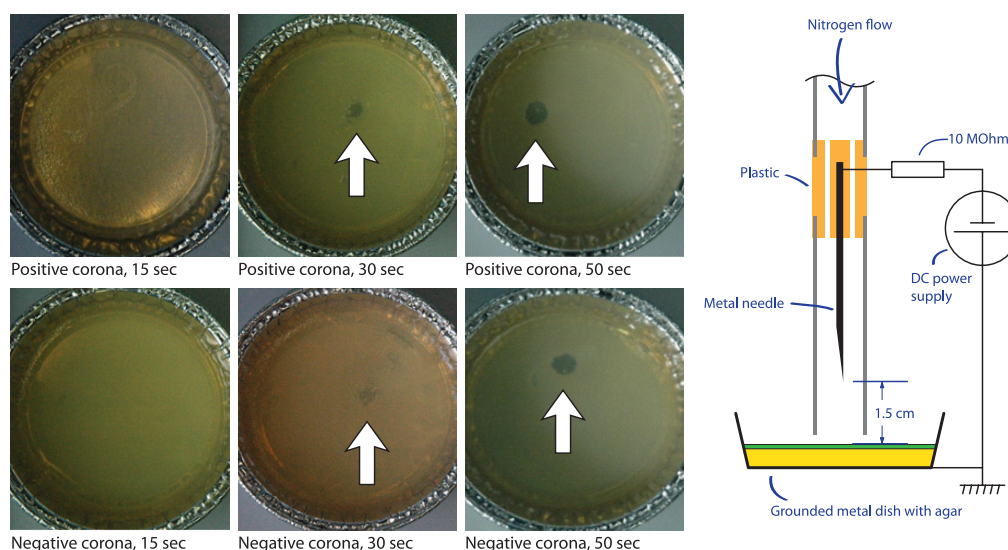 Positive corona, 15 sec
Positive corona, 30 sec
Positive corona, 50 sec
Negative corona, 15 sec
Negative corona, 30 sec
Negative corona, 50 sec
Nitrogen flow
10 MOhm
Plastic
DC power
supply
Metal needle
1.5 cm
Grounded metal dish with agar